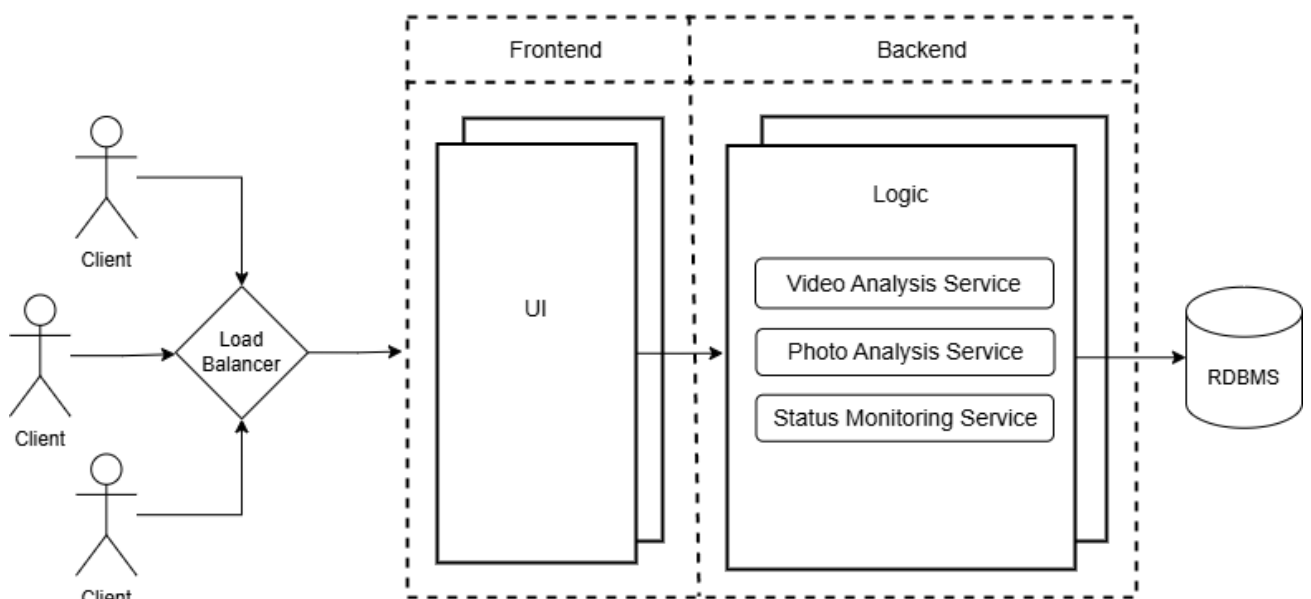 Frontend
Backend
Client
Client
Client
Load
Balancer
UI
Logic
Video Analysis Service
Photo Analysis Service
Status Monitoring Service
RDBMS